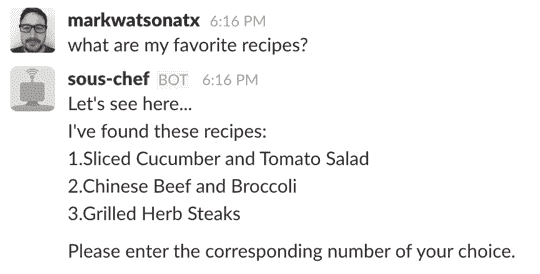 markwatsonatx 6:16 PM
what are my favorite recipes?
sous-chef BOT 6:16 PM
Let's see here...
I've found these recipes:
1.Sliced Cucumber and Tomato Salad
2.Chinese Beef and Broccoli
3.Grilled Herb Steaks
Please enter the corresponding number of your choice.